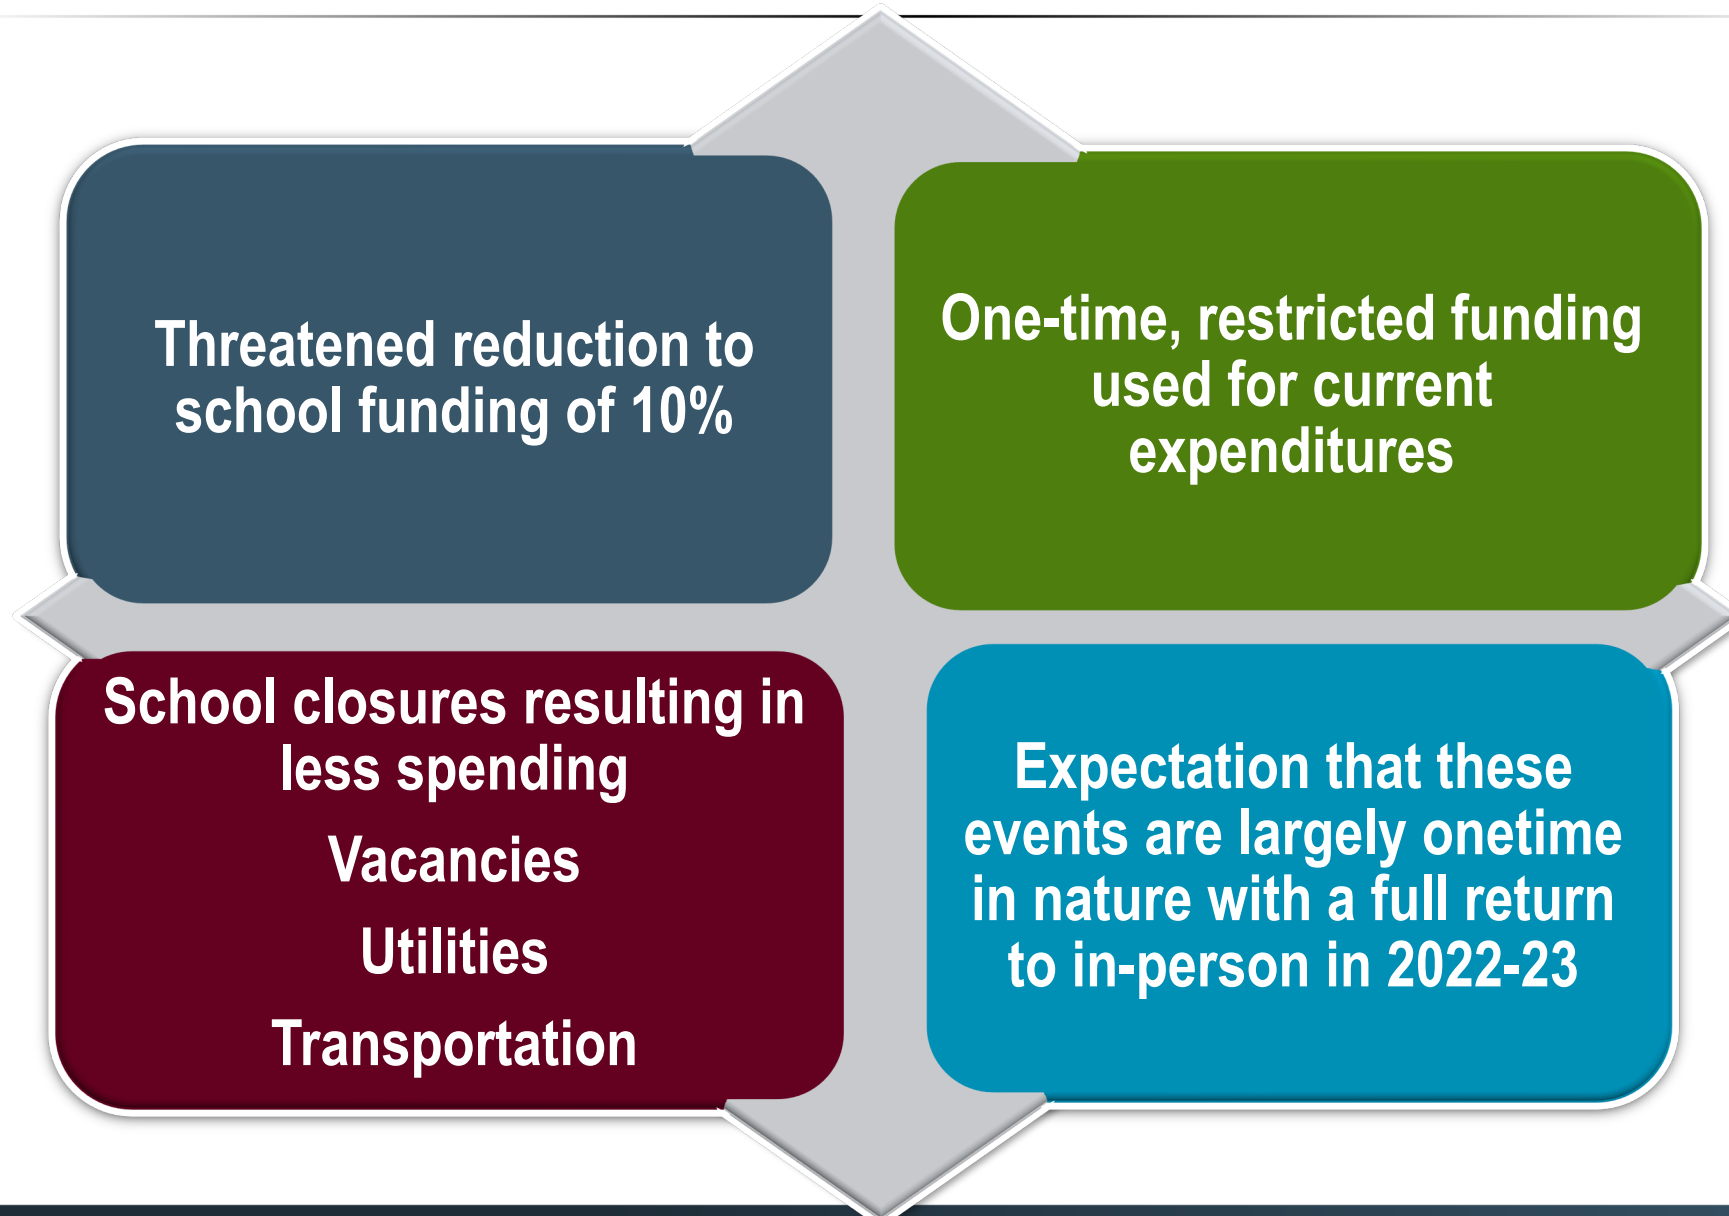 Threatened reduction to
school funding of 10%
One-time, restricted funding
used for current
expenditures
School closures resulting in
less spending
Vacancies
Utilities
Transportation
Expectation that these
events are largely onetime
in nature with a full return
to in-person in 2022-23